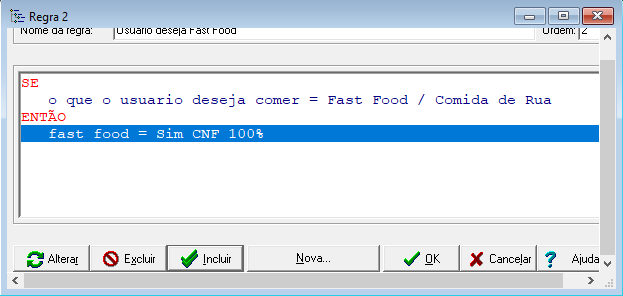 Regra 2
Nome da regra: Usuario deseja Fast Food Ordem: 2
SE
o que o usuario deseja comer = Fast Food / Comida de Rua
ENTÃO
fast food = Sim CNF 100%
Alterar Excluir Incluir Nova... OK Cancelar Ajuda